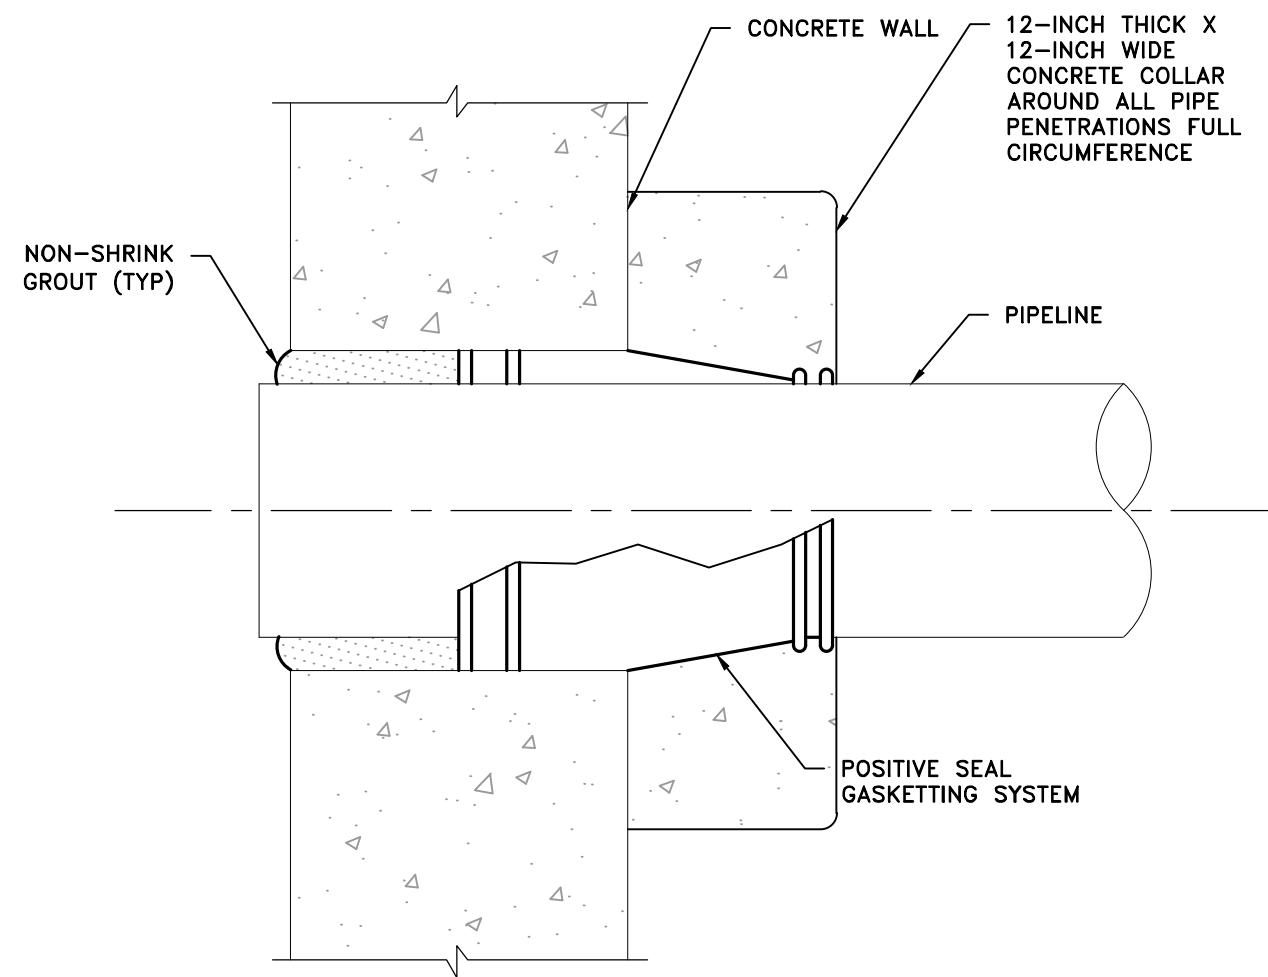 CONCRETE WALL
12-INCH THICK X
12-INCH WIDE
CONCRETE COLLAR
AROUND ALL PIPE
PENETRATIONS FULL
CIRCUMFERENCE
NON-SHRINK
GROUT (TYP)
PIPELINE
POSITIVE SEAL
GASKETTING SYSTEM